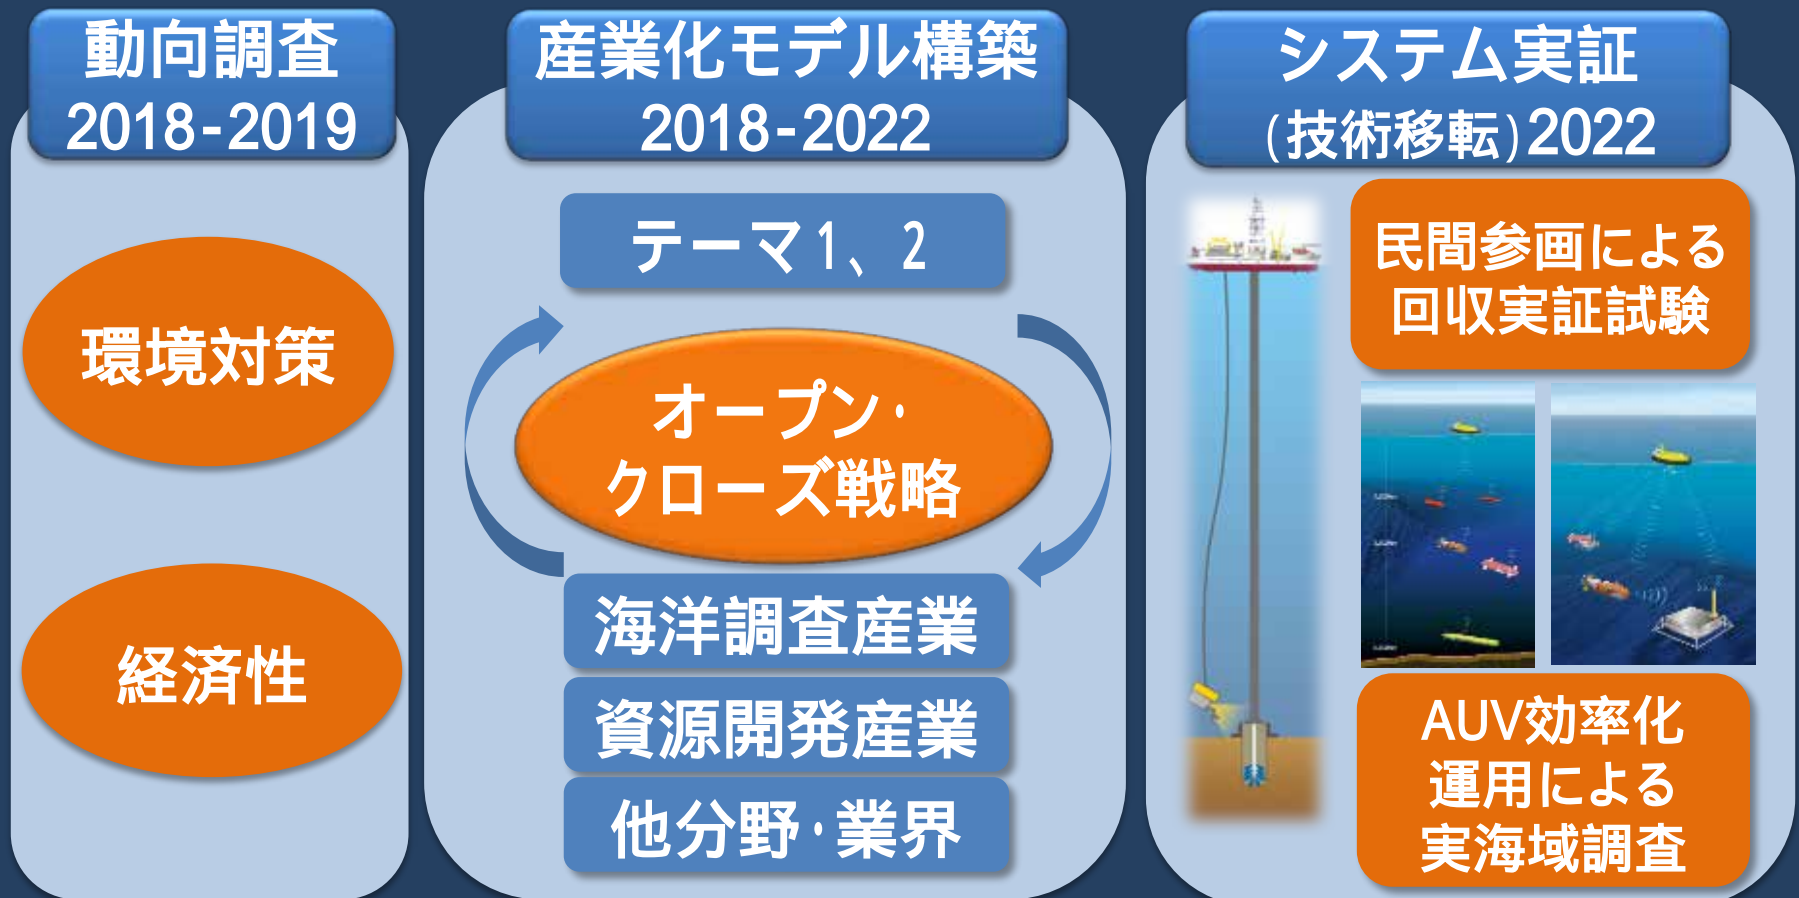 動向調査
2018-2019
環境対策
経済性
産業化モデル構築
2018-2022
テーマ1、2
オープン・
クローズ戦略
海洋調査産業
資源開発産業
他分野・業界
システム実証
(技術移転)2022
民間参画による
回収実証試験
AUV効率化
運用による
実海域調査